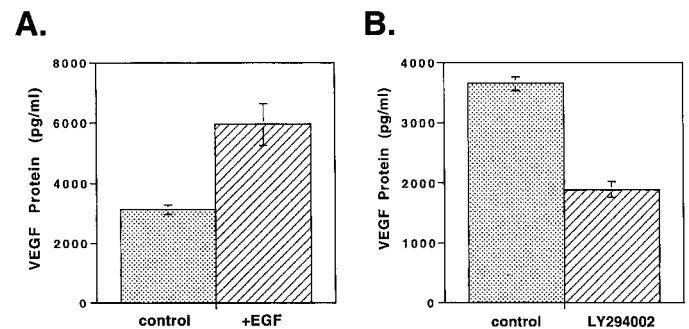 A.
VEGF Protein (pg/ml)
8000
6000
4000
2000
0
control +EGF
B.
VEGF Protein (pg/ml)
4000
3000
2000
1000
0
control LY294002